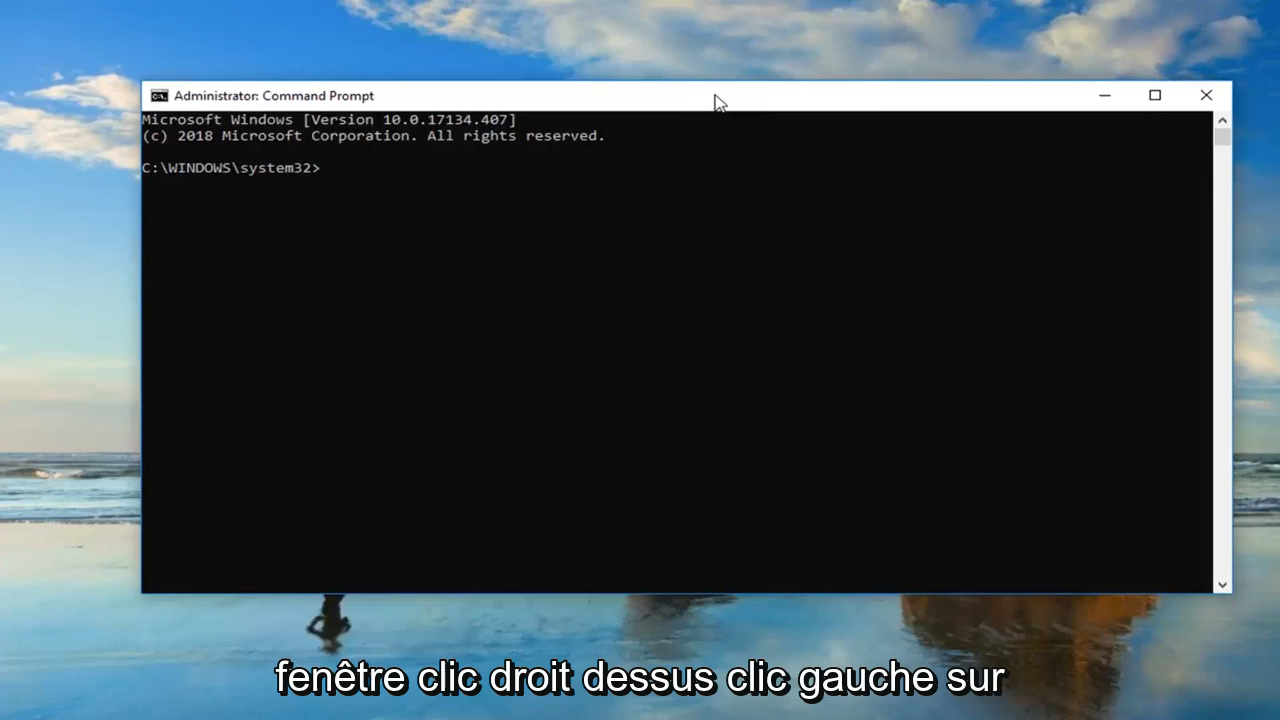 Administrator: Command Prompt
Microsoft Windows [Version 10.0.17134.407]
(c) 2018 Microsoft Corporation. All rights reserved.
C:\WINDOWS\system32>
fenêtre clic droit dessus clic gauche sur